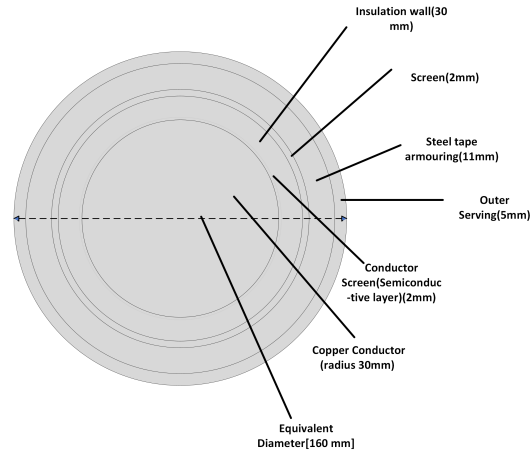 Insulation wall(30
mm)
Screen(2mm)
Steel tape
armouring(11mm)
Outer
Serving(5mm)
Conductor
Screen(Semiconduc
-tive layer)(2mm)
Copper Conductor
(radius 30mm)
Equivalent
Diameter[160 mm]